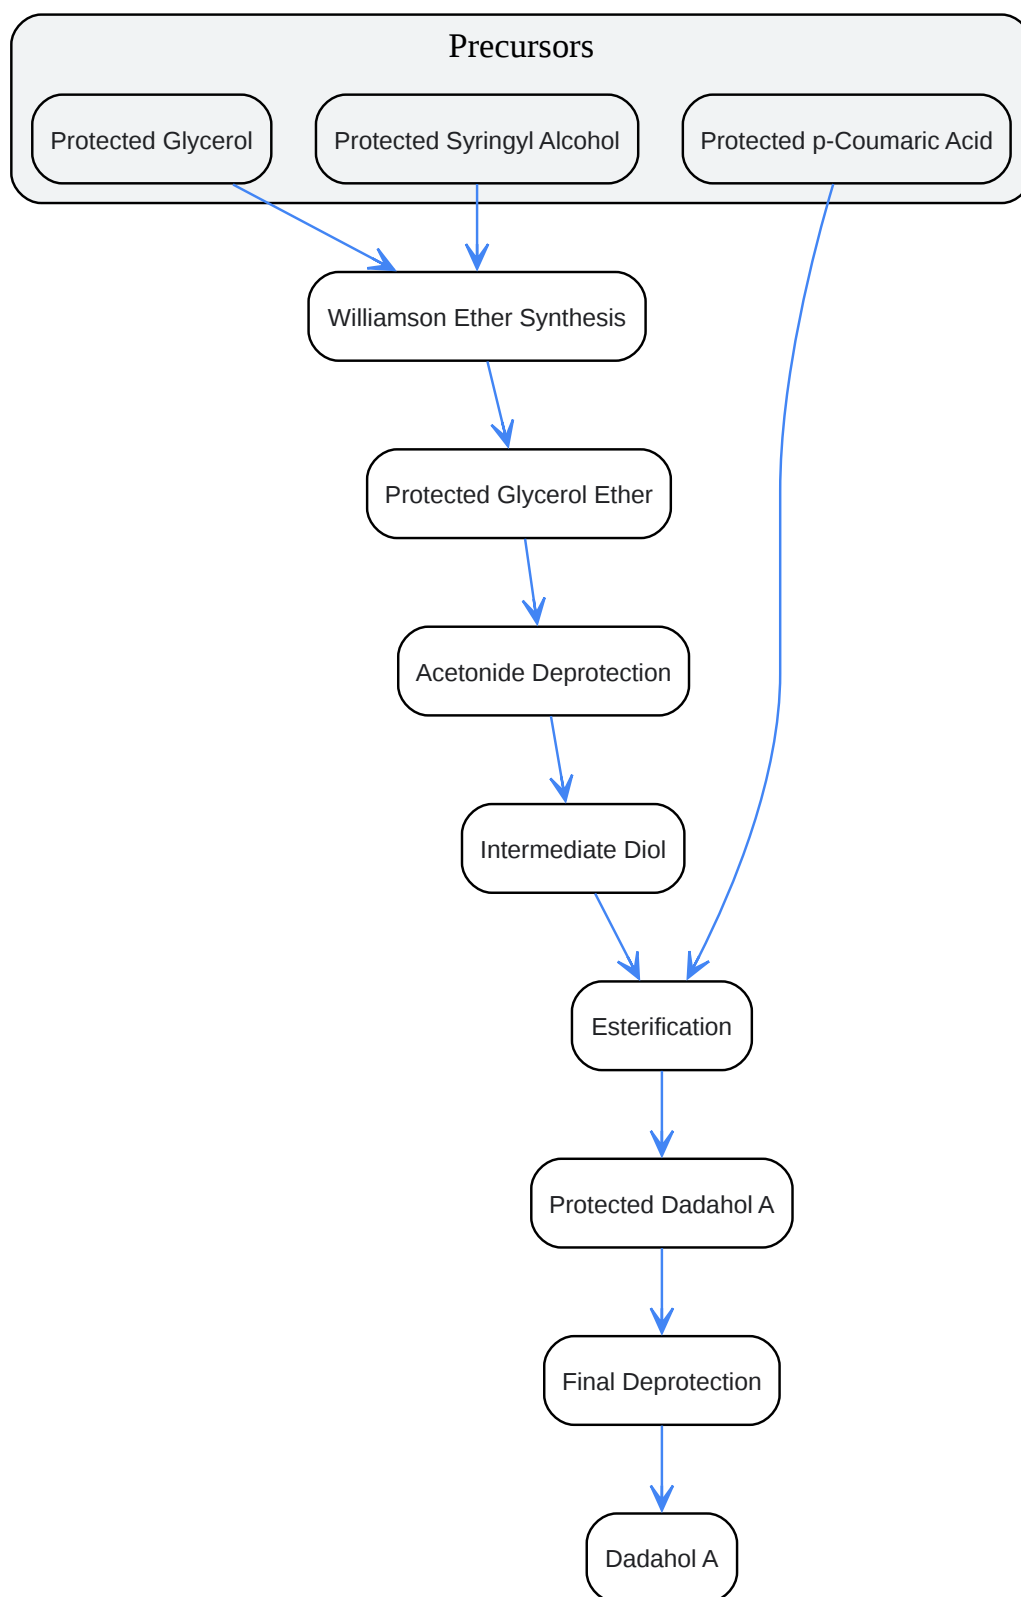 Precursors
Protected Glycerol
Protected Syringyl Alcohol
Protected p-Coumaric Acid
Williamson Ether Synthesis
Protected Glycerol Ether
Acetonide Deprotection
Intermediate Diol
Esterification
Protected Dadahol A
Final Deprotection
Dadahol A